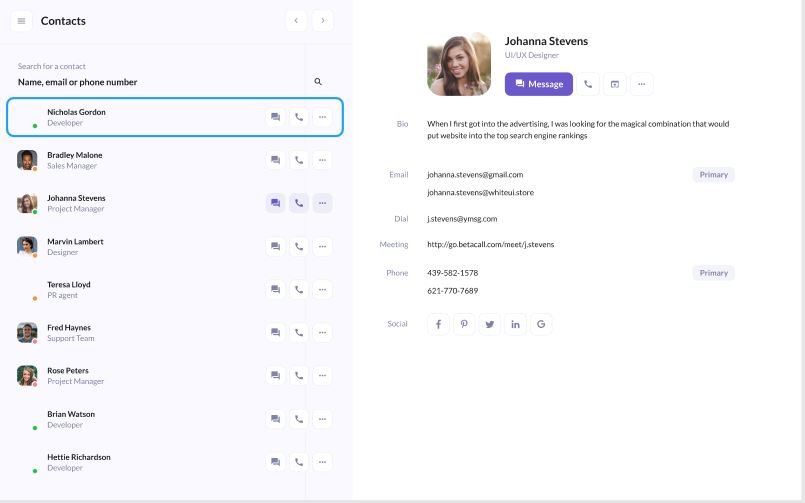 Contacts
Search for a contact
Name, email or phone number
Nicholas Gordon
Developer
Bradley Malone
Sales Manager
Johanna Stevens
Project Manager
Marvin Lambert
Designer
Teresa Lloyd
PR agent
Fred Haynes
Support Team
Rose Peters
Project Manager
Brian Watson
Developer
Hettie Richardson
Developer
Johanna Stevens
UI/UX Designer
Message
Bio
When I first got into the advertising, I was looking for the magical combination that would
put website into the top search engine rankings
Email
johanna.stevens@gmail.com
Primary
johanna.stevens@whiteui.store
Dial
j.stevens@ymsg.com
Meeting
http://go.betacall.com/meet/j.stevens
Phone
439-582-1578
Primary
621-770-7689
Social